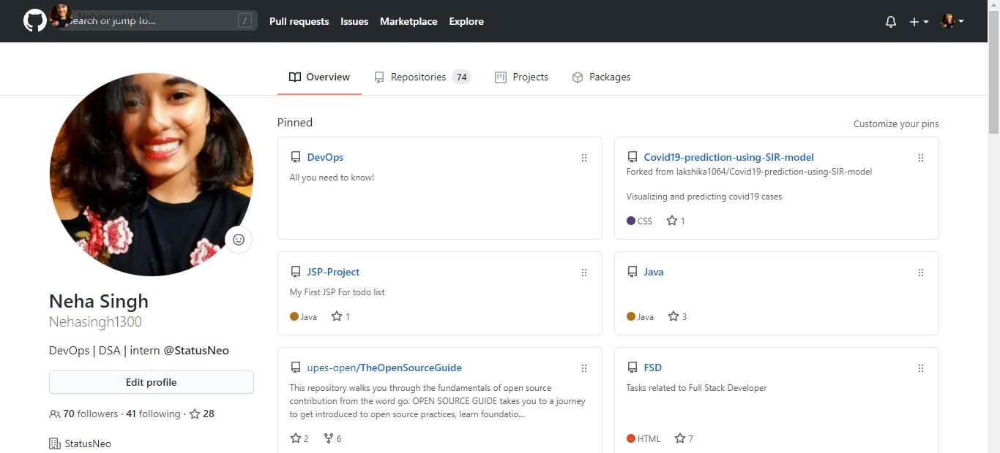 Nehasingh1300
Search or jump to... / Pull requests Issues Marketplace Explore
Overview Repositories 74 Projects Packages
Pinned Customize your pins
DevOps
All you need to know!
Covid19-prediction-using-SIR-model
Forked from lakshika1064/Covid19-prediction-using-SIR-model
Visualizing and predicting covid19 cases
CSS 1
JSP-Project
My First JSP For todo list
Java 1
Java
Java 3
upes-open/TheOpenSourceGuide
This repository walks you through the fundamentals of open source
contribution from the word go. OPEN SOURCE GUIDE takes you to a journey
to get introduced to open source practices, learn foundatio...
2 6
FSD
Tasks related to Full Stack Developer
HTML 7
Neha Singh
Nehasingh1300
DevOps | DSA | intern @StatusNeo
Edit profile
70 followers · 41 following · 28
StatusNeo